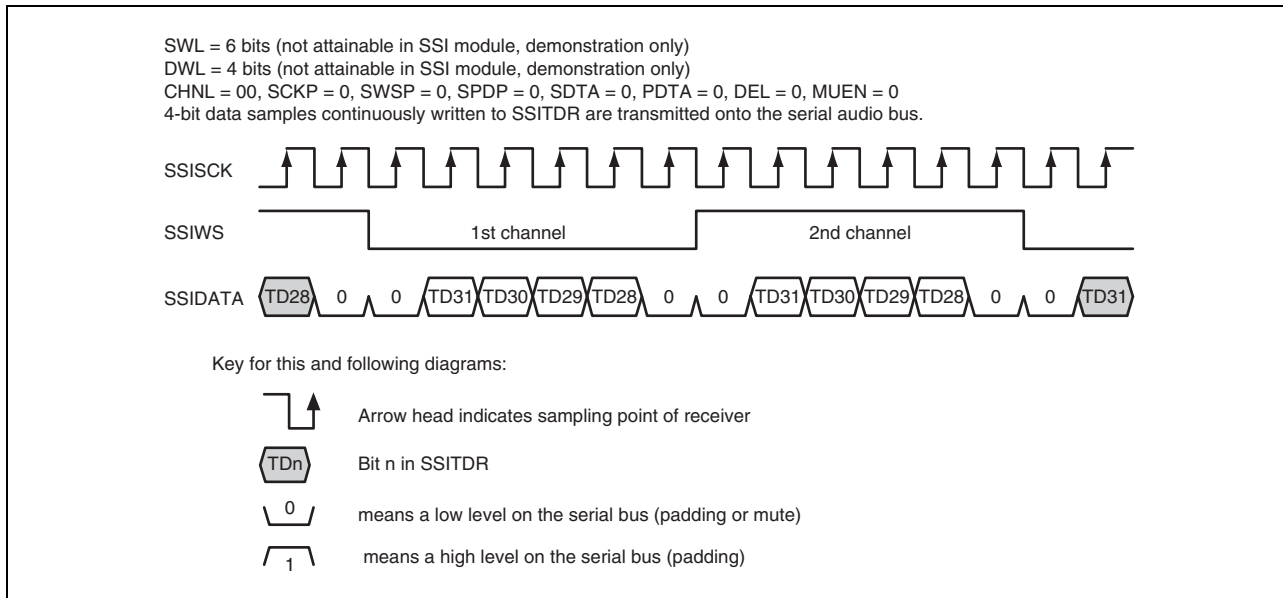 SWL = 6 bits (not attainable in SSI module, demonstration only)
DWL = 4 bits (not attainable in SSI module, demonstration only)
CHNL = 00, SCKP = 0, SWSP = 0, SPDP = 0, SDTA = 0, PDTA = 0, DEL = 0, MUEN = 0
4-bit data samples continuously written to SSITDR are transmitted onto the serial audio bus.
SSISCK
SSIWS 1st channel 2nd channel
SSIDATA TD28 0 0 TD31 TD30 TD29 TD28 0 0 TD31 TD30 TD29 TD28 0 0 TD31
Key for this and following diagrams:
Arrow head indicates sampling point of receiver
TDn Bit n in SSITDR
0 means a low level on the serial bus (padding or mute)
1 means a high level on the serial bus (padding)